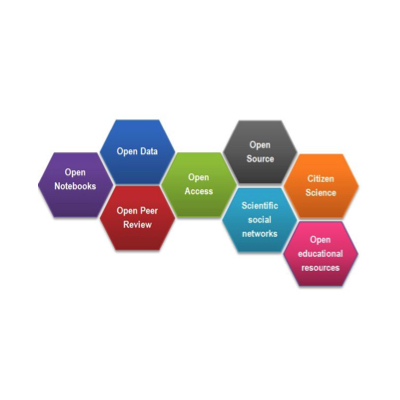 Open
Notebooks
Open Data
Open Peer
Review
Open
Access
Open
Source
Scientific
social
networks
Citizen
Science
Open
educational
resources